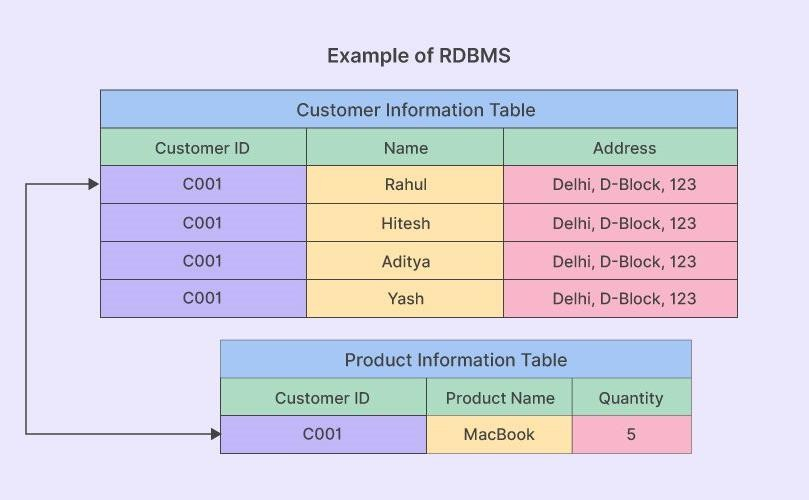 Example of RDBMS
Customer Information Table
Customer ID Name Address
C001 Rahul Delhi, D-Block, 123
C001 Hitesh Delhi, D-Block, 123
C001 Aditya Delhi, D-Block, 123
C001 Yash Delhi, D-Block, 123
Product Information Table
Customer ID Product Name Quantity
C001 MacBook 5